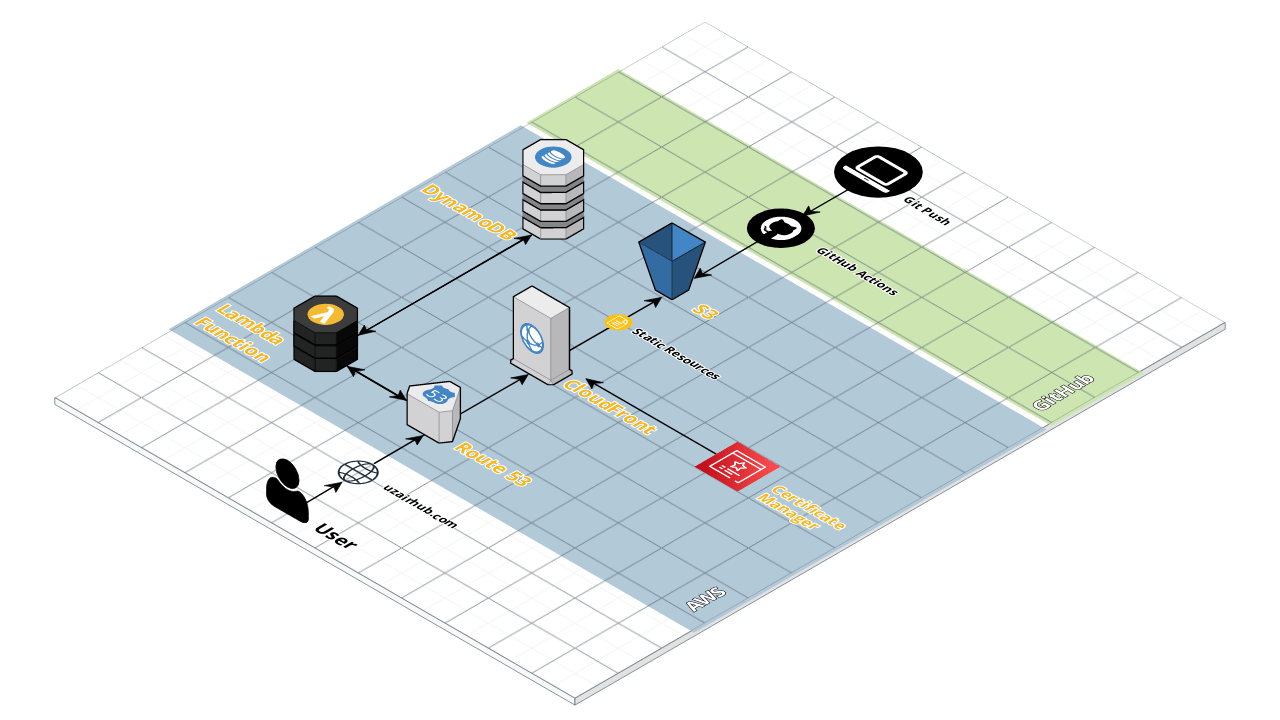 Git Push
GitHub Actions
DynamoDB
S3
Lambda
Function
Static Resources
CloudFront
53
Route 53
uzairhub.com
User
Certificate
Manager
GitHub
AWS